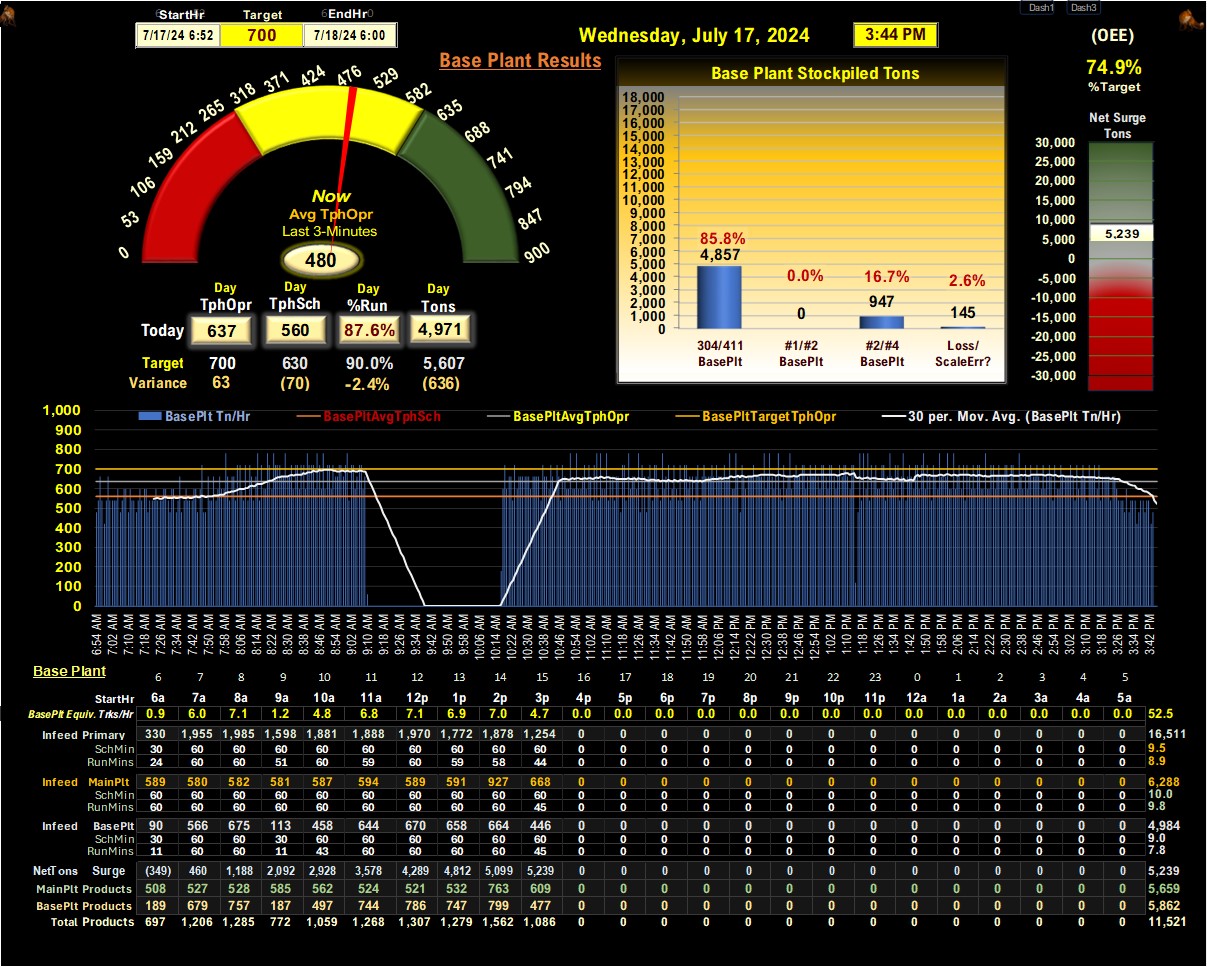 Dash1 Dash3
StartHr Target EndHr
7/17/24 6:52 700 7/18/24 6:00
Wednesday, July 17, 2024 3:44 PM
(OEE)
74.9%
%Target
Base Plant Results
0 53 106 159 212 265 318 371 424 476 529 582 635 688 741 794 847 900
Now
Avg TphOpr
Last 3-Minutes
480
Day Day Day Day
TphOpr TphSch %Run Tons
Today 637 560 87.6% 4,971
Target 700 630 90.0% 5,607
Variance 63 (70) -2.4% (636)
Base Plant Stockpiled Tons
18,000
17,000
16,000
15,000
14,000
13,000
12,000
11,000
10,000
9,000
8,000
7,000
6,000
5,000
4,000
3,000
2,000
1,000
0
85.8% 0.0% 16.7% 2.6%
4,857 0 947 145
304/411 #1/#2 #2/#4 Loss/
BasePlt BasePlt BasePlt ScaleErr?
Net Surge
Tons
30,000
25,000
20,000
15,000
10,000
5,000
0
-5,000
-10,000
-15,000
-20,000
-25,000
-30,000
5,239
BasePlt Tn/Hr BasePltAvgTphSch BasePltAvgTphOpr BasePltTargetTphOpr 30 per. Mov. Avg. (BasePlt Tn/Hr)
1,000
900
800
700
600
500
400
300
200
100
0
6:54 AM 7:02 AM 7:10 AM 7:18 AM 7:26 AM 7:34 AM 7:42 AM 7:50 AM 7:58 AM 8:06 AM 8:14 AM 8:22 AM 8:30 AM 8:38 AM 8:46 AM 8:54 AM 9:02 AM 9:10 AM 9:18 AM 9:26 AM 9:34 AM 9:42 AM 9:50 AM 9:58 AM 10:06 AM 10:14 AM 10:22 AM 10:30 AM 10:38 AM 10:46 AM 11:02 AM 11:10 AM 11:18 AM 11:26 AM 11:34 AM 11:42 AM 11:50 AM 11:58 AM 12:06 PM 12:14 PM 12:22 PM 12:30 PM 12:38 PM 12:46 PM 12:54 PM 1:02 PM 1:10 PM 1:18 PM 1:26 PM 1:34 PM 1:42 PM 1:50 PM 1:58 PM 2:06 PM 2:14 PM 2:22 PM 2:30 PM 2:38 PM 2:46 PM 2:54 PM 3:02 PM 3:10 PM 3:18 PM 3:26 PM 3:34 PM 3:42 PM
Base Plant 6 7 8 9 10 11 12 13 14 15 16 17 18 19 20 21 22 23 0 1 2 3 4 5
StartHr 6a 7a 8a 9a 10a 11a 12p 1p 2p 3p 4p 5p 6p 7p 8p 9p 10p 11p 12a 1a 2a 3a 4a 5a
BasePlt Equiv. Trks/Hr 0.9 6.0 7.1 1.2 4.8 6.8 7.1 6.9 7.0 4.7 0.0 0.0 0.0 0.0 0.0 0.0 0.0 0.0 0.0 0.0 0.0 0.0 0.0 0.0 52.5
Infeed Primary 330 1,955 1,985 1,598 1,881 1,888 1,970 1,772 1,878 1,254 0 0 0 0 0 0 0 0 0 0 0 0 0 0 16,511
SchMin 30 60 60 60 60 60 60 60 60 60 0 0 0 0 0 0 0 0 0 0 0 0 0 0 9.5
RunMins 24 60 60 51 60 59 60 59 58 44 0 0 0 0 0 0 0 0 0 0 0 0 0 0 8.9
Infeed MainPlt 589 580 582 581 587 594 589 591 927 668 0 0 0 0 0 0 0 0 0 0 0 0 0 0 6,288
SchMin 60 60 60 60 60 60 60 60 60 60 0 0 0 0 0 0 0 0 0 0 0 0 0 0 10.0
RunMins 60 60 60 60 60 60 60 60 60 45 0 0 0 0 0 0 0 0 0 0 0 0 0 0 9.8
Infeed BasePlt 90 566 675 113 458 644 670 658 664 446 0 0 0 0 0 0 0 0 0 0 0 0 0 0 4,984
SchMin 30 60 60 30 60 60 60 60 60 60 0 0 0 0 0 0 0 0 0 0 0 0 0 0 9.0
RunMins 11 60 60 11 43 60 60 60 60 45 0 0 0 0 0 0 0 0 0 0 0 0 0 0 7.8
NetTons Surge (349) 460 1,188 2,092 2,928 3,578 4,289 4,812 5,099 5,239 0 0 0 0 0 0 0 0 0 0 0 0 0 0 5,239
MainPlt Products 508 527 528 585 562 524 521 532 763 609 0 0 0 0 0 0 0 0 0 0 0 0 0 0 5,659
BasePlt Products 189 679 757 187 497 744 786 747 799 477 0 0 0 0 0 0 0 0 0 0 0 0 0 0 5,862
Total Products 697 1,206 1,285 772 1,059 1,268 1,307 1,279 1,562 1,086 0 0 0 0 0 0 0 0 0 0 0 0 0 0 11,521